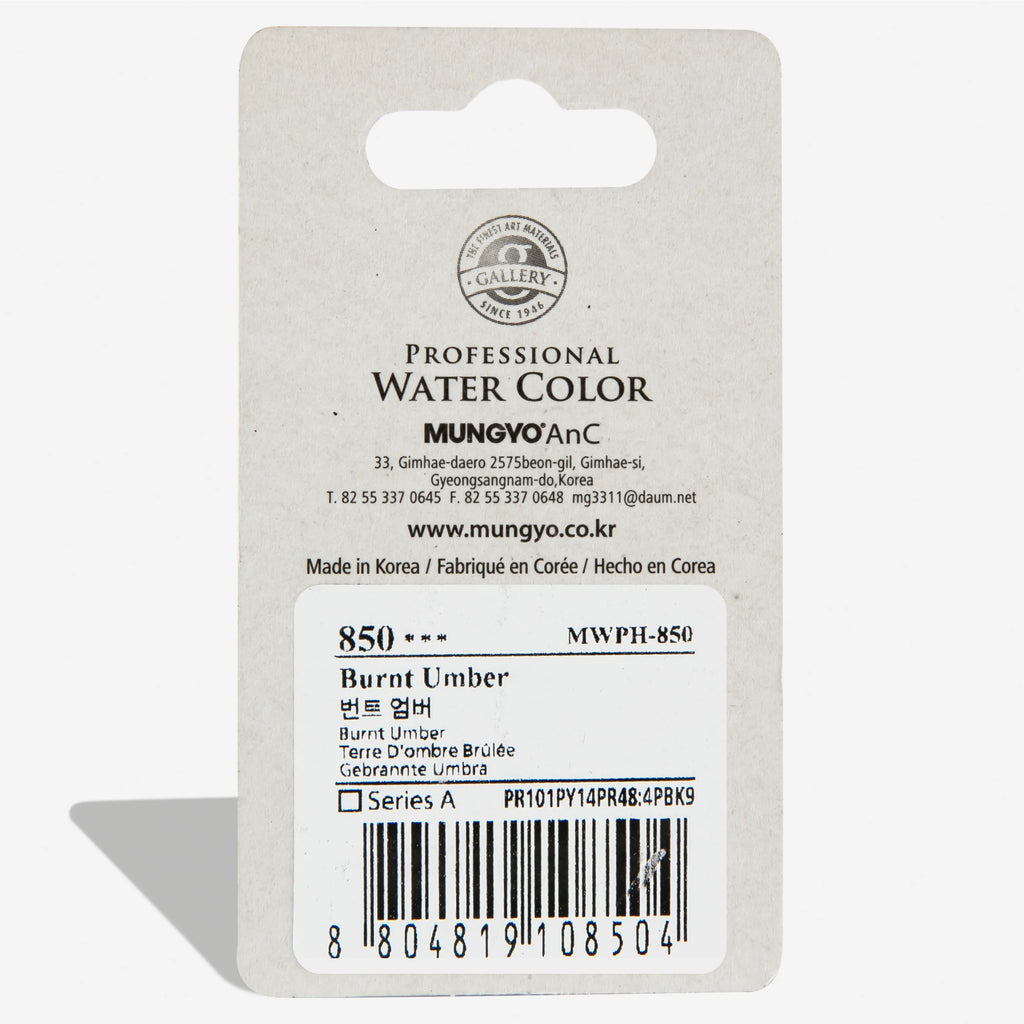 THE FINEST ART MATERIALS
g
GALLERY
SINCE 1946
PROFESSIONAL
WATER COLOR
MUNGYO® AnC
33, Gimhae-daero 2575beon-gil, Gimhae-si,
Gyeongsangnam-do,Korea
T. 82 55 337 0645 F. 82 55 337 0648 mg3311@daum.net
www.mungyo.co.kr
Made in Korea / Fabriqué en Corée / Hecho en Corea
850 *** MWPH-850
Burnt Umber
번트 엄버
Burnt Umber
Terre D'ombre Brûlée
Gebrannte Umbra
□ Series A PR101PY14PR48:4PBK9
8 804819 108504